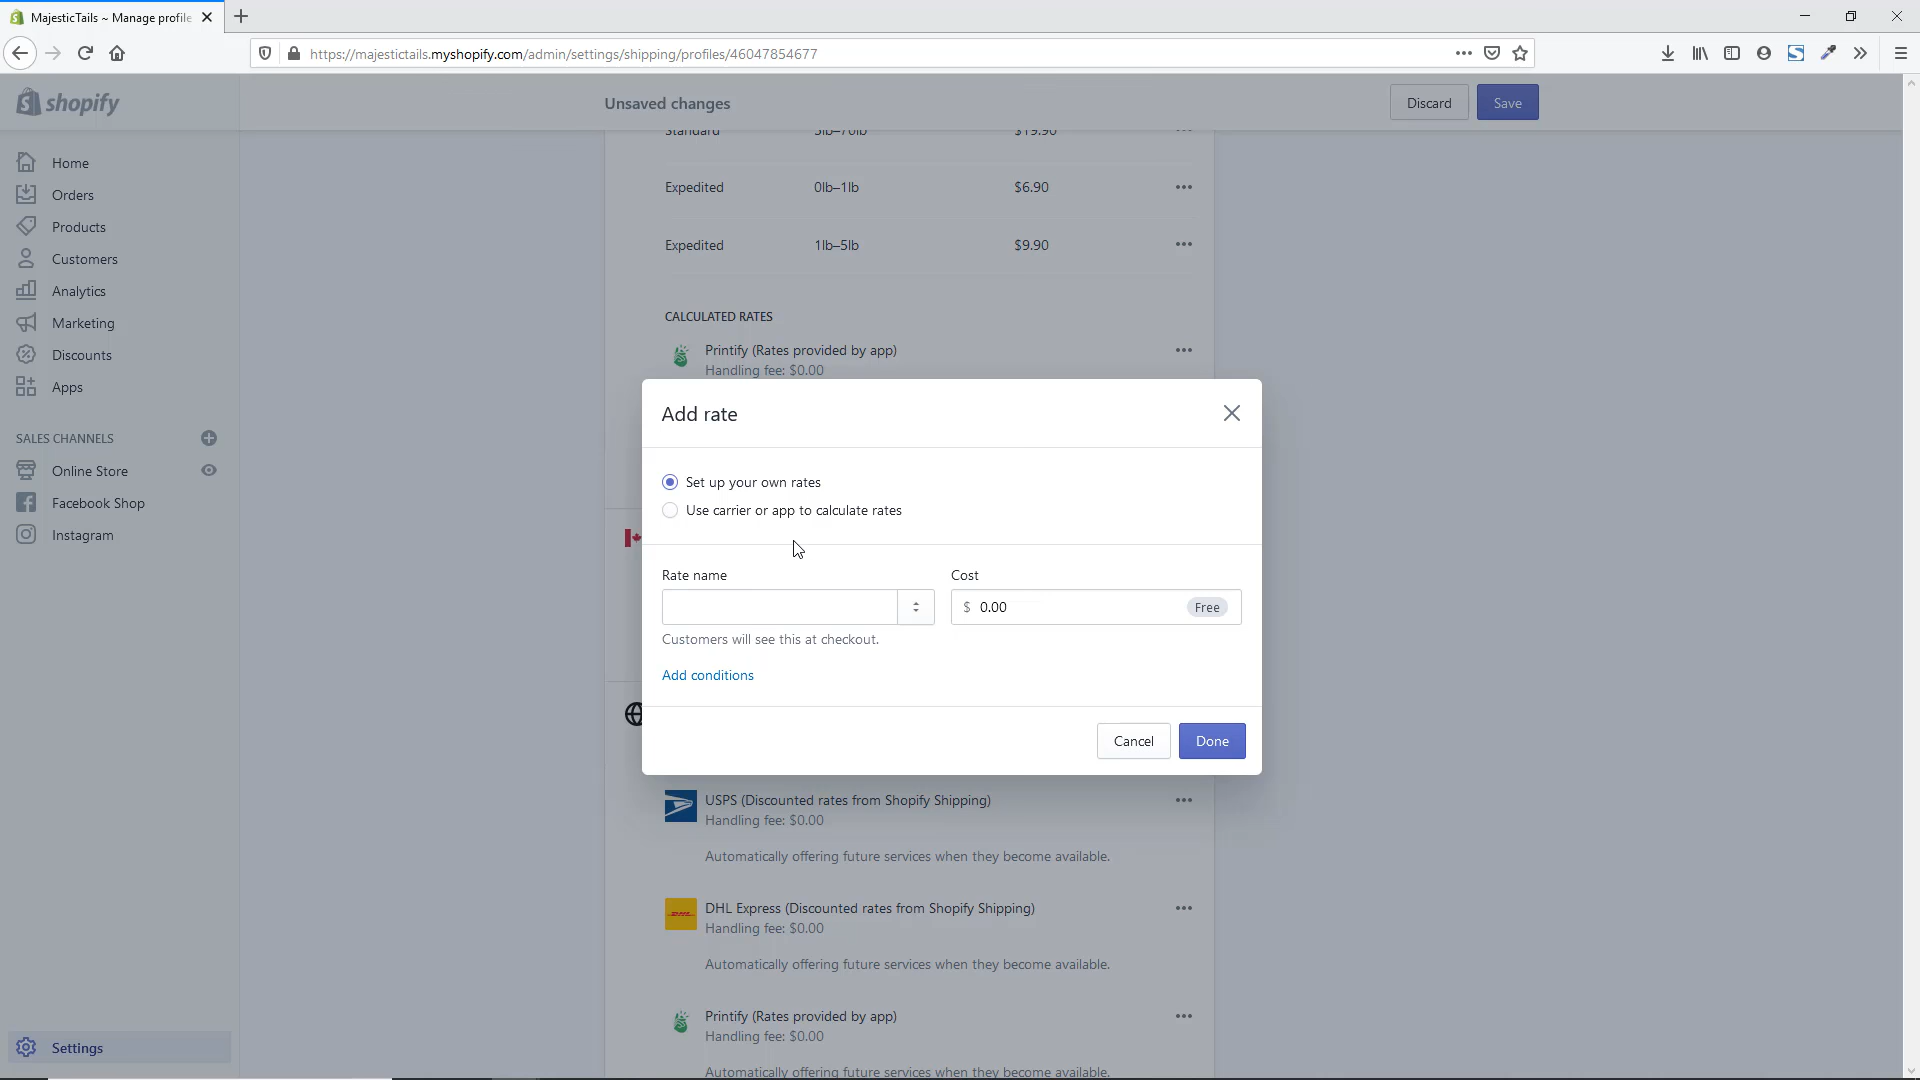 MajesticTails ~ Manage profile
https://majestictails.myshopify.com/admin/settings/shipping/profiles/46047854677
shopify
Unsaved changes
Discard
Save
Home
Orders
Products
Customers
Analytics
Marketing
Discounts
Apps
SALES CHANNELS
Online Store
Facebook Shop
Instagram
Settings
Standard 5lb–70lb $19.90
Expedited 0lb–1lb $6.90
Expedited 1lb–5lb $9.90
CALCULATED RATES
Printify (Rates provided by app)
Handling fee: $0.00
Add rate
Set up your own rates
Use carrier or app to calculate rates
Rate name Cost
$ 0.00 Free
Customers will see this at checkout.
Add conditions
Cancel Done
USPS (Discounted rates from Shopify Shipping)
Handling fee: $0.00
Automatically offering future services when they become available.
DHL Express (Discounted rates from Shopify Shipping)
Handling fee: $0.00
Automatically offering future services when they become available.
Printify (Rates provided by app)
Handling fee: $0.00
Automatically offering future services when they become available.